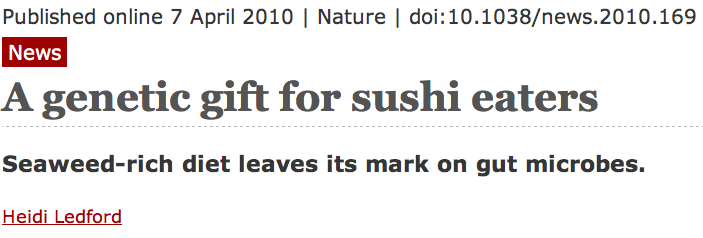 Published online 7 April 2010 | Nature | doi:10.1038/news.2010.169
News
A genetic gift for sushi eaters
Seaweed-rich diet leaves its mark on gut microbes.
Heidi Ledford